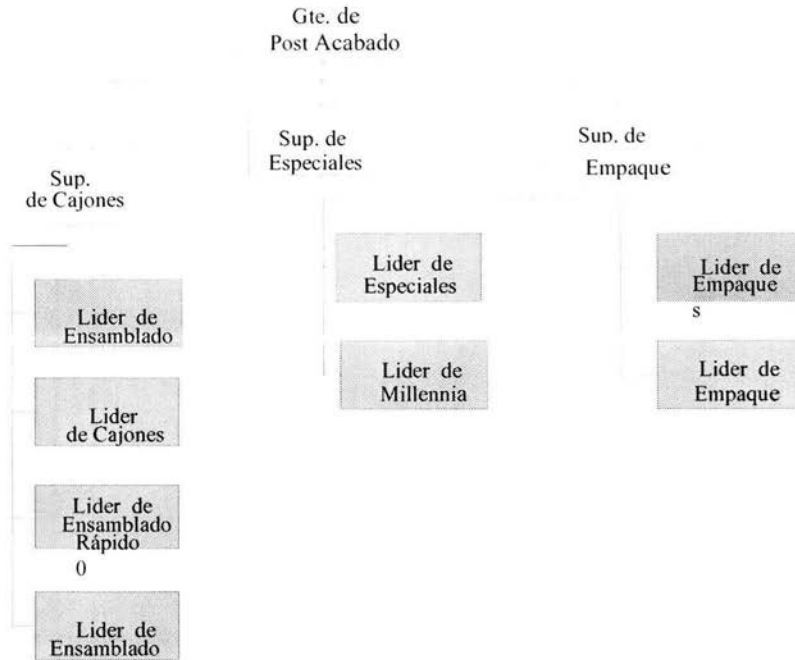 Gte. de
Post Acabado
Sup.
de Cajones
Lider de
Ensamblado
Lider
de Cajones
Lider de
Ensamblado
Rápido
0
Lider de
Ensamblado
Sup. de
Especiales
Lider de
Especiales
Lider de
Millennia
Sup. de
Empaque
Lider de
Empaque
s
Lider de
Empaque